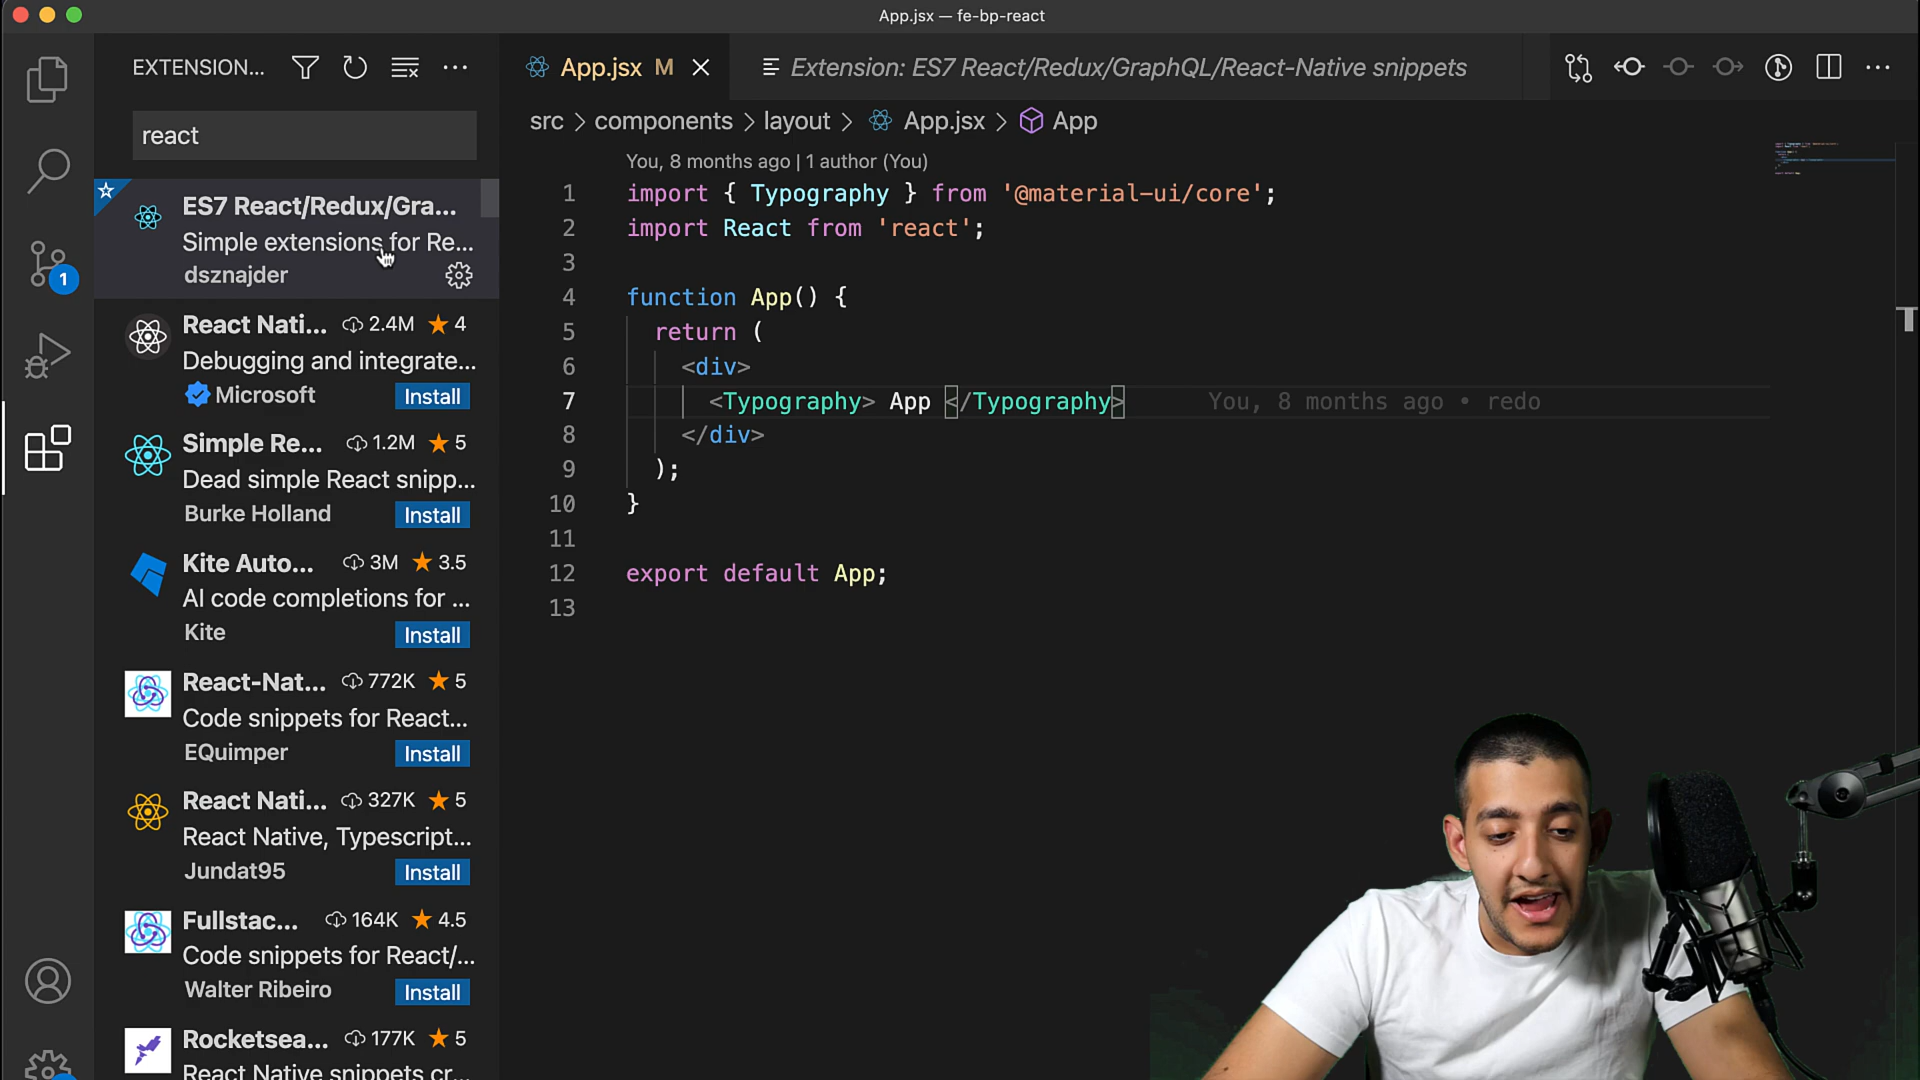 App.jsx — fe-bp-react
EXTENSION...
react
ES7 React/Redux/Gra...
Simple extensions for Re...
dsznajder
React Nati... 2.4M 4
Debugging and integrate...
Microsoft Install
Simple Re... 1.2M 5
Dead simple React snipp...
Burke Holland Install
Kite Auto... 3M 3.5
AI code completions for ...
Kite Install
React-Nat... 772K 5
Code snippets for React...
EQuimper Install
React Nati... 327K 5
React Native, Typescript...
Jundat95 Install
Fullstac... 164K 4.5
Code snippets for React/...
Walter Ribeiro Install
Rocketsea... 177K 5
React Native snippets cr...
1
App.jsx M Extension: ES7 React/Redux/GraphQL/React-Native snippets
src > components > layout > App.jsx > App
You, 8 months ago | 1 author (You)
1 import { Typography } from '@material-ui/core';
2 import React from 'react';
3
4 function App() {
5 return (
6 <div>
7 <Typography> App </Typography> You, 8 months ago • redo
8 </div>
9 );
10 }
11
12 export default App;
13